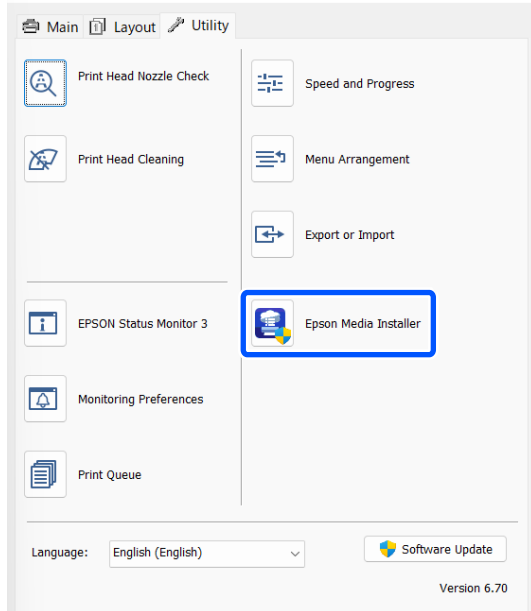 Main
Layout
Utility
Print Head Nozzle Check
Speed and Progress
Print Head Cleaning
Menu Arrangement
Export or Import
EPSON Status Monitor 3
Epson Media Installer
Monitoring Preferences
Print Queue
Language:
English (English)
Software Update
Version 6.70